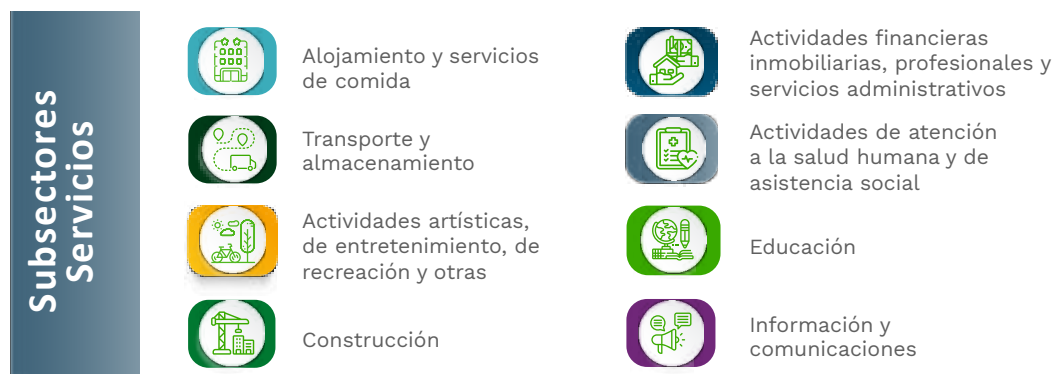 Subsectores
Servicios
Alojamiento y servicios
de comida
Transporte y
almacenamiento
Actividades artísticas,
de entretenimiento, de
recreación y otras
Construcción
Actividades financieras
inmobiliarias, profesionales y
servicios administrativos
Actividades de atención
a la salud humana y de
asistencia social
Educación
Información y
comunicaciones